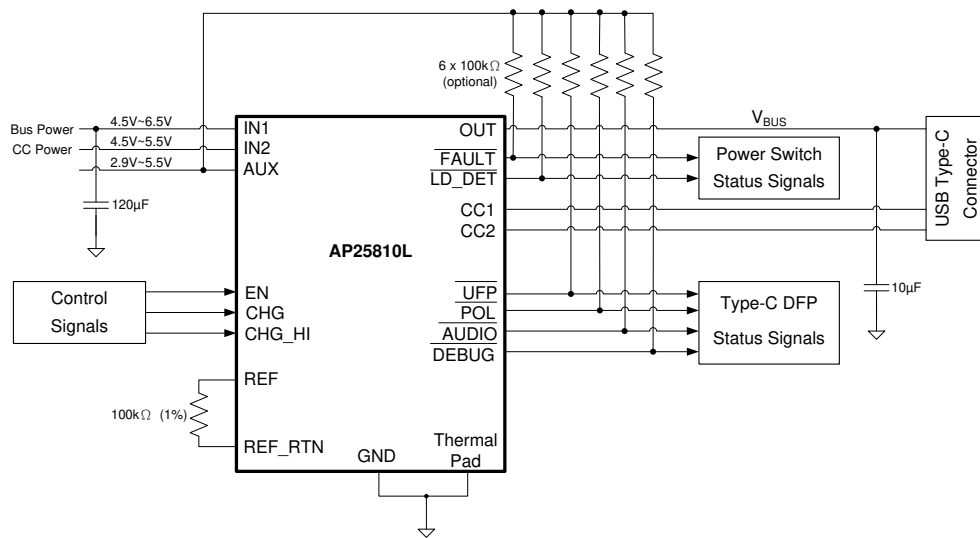 6 x 100kΩ
(optional)
Bus Power
4.5V~6.5V
CC Power
4.5V~5.5V
2.9V~5.5V
120µF
IN1
IN2
AUX
OUT
FAULT
LD_DET
CC1
CC2
VBUS
Power Switch
Status Signals
USB Type-C
Connector
AP25810L
Control
Signals
EN
CHG
CHG_HI
UFP
POL
AUDIO
DEBUG
Type-C DFP
Status Signals
10µF
REF
100kΩ (1%)
REF_RTN
GND
Thermal
Pad